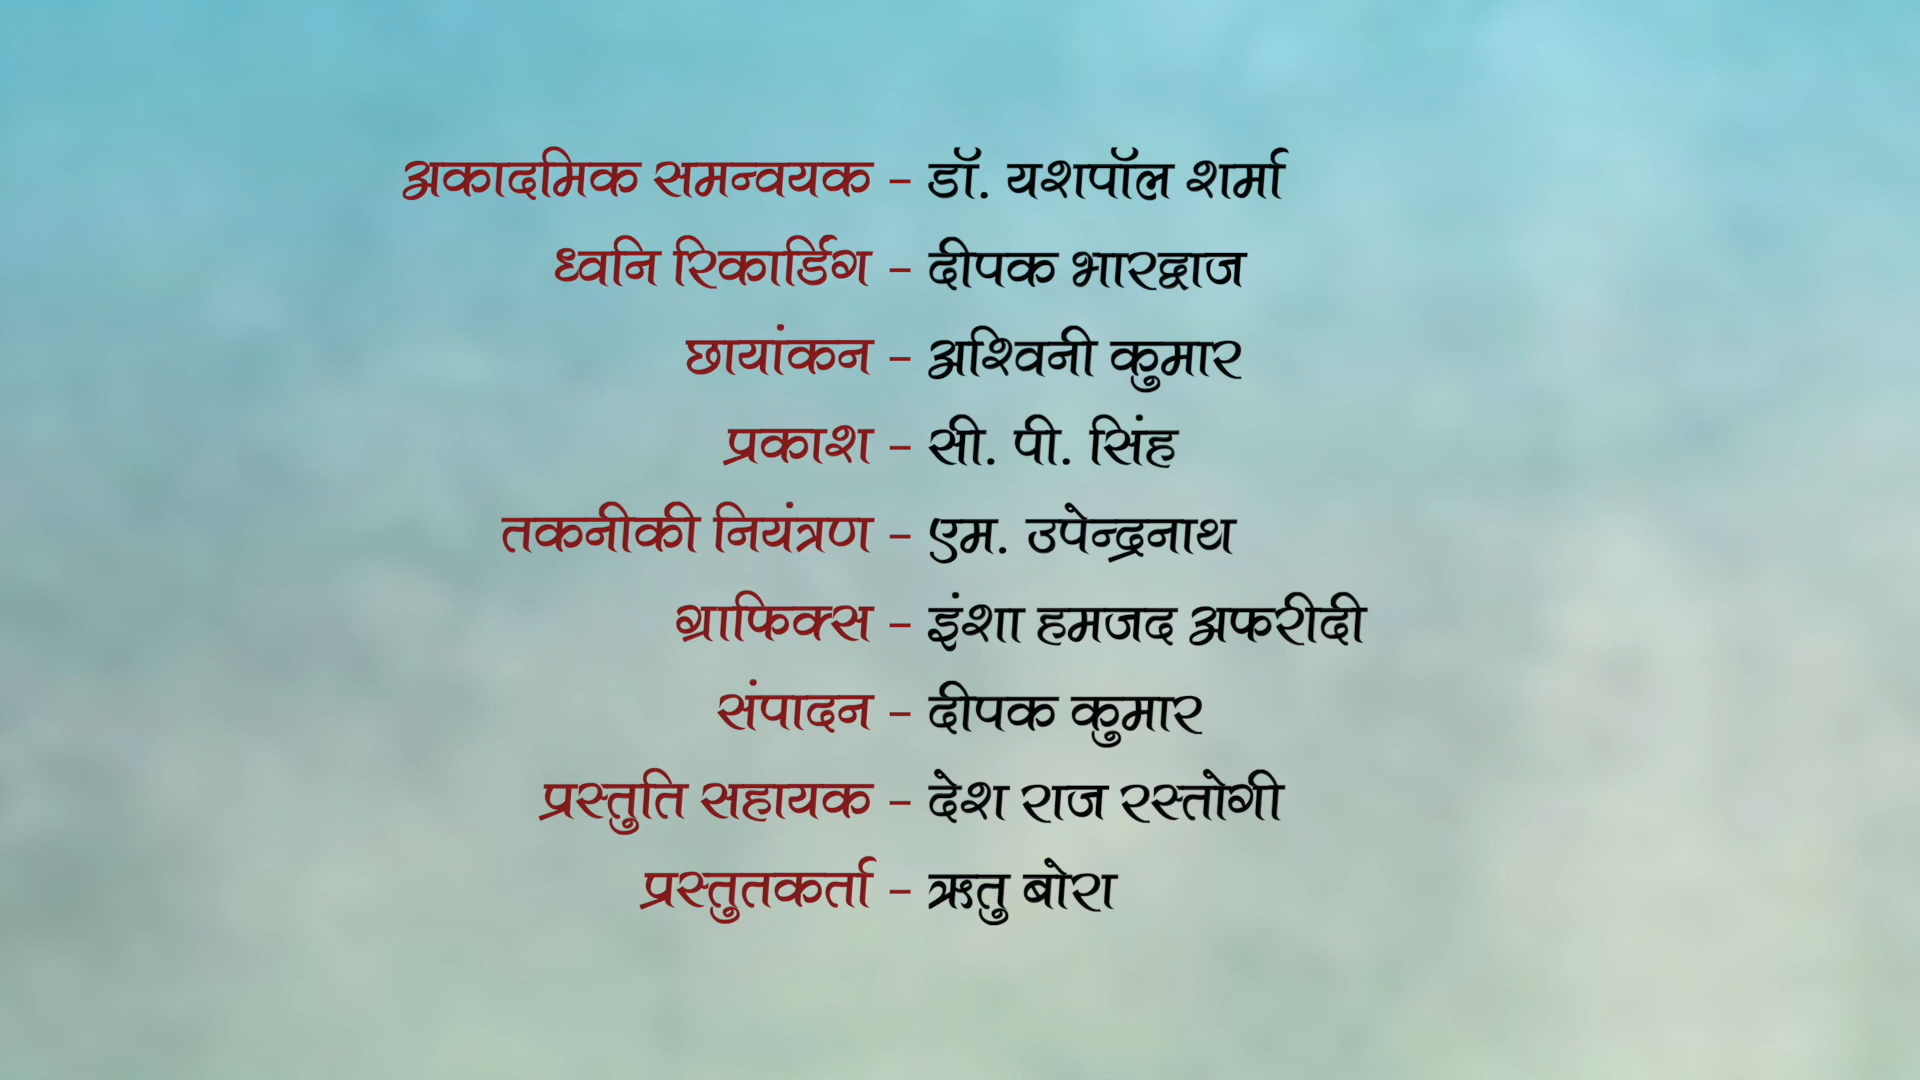 अकादमिक समन्वयक - डॉ. यशपॉल शर्मा
ध्वनि रिकार्डिग - दीपक भारद्वाज
छायांकन - अश्विनी कुमार
प्रकाश - सी. पी. सिंह
तकनीकी नियंत्रण - एम. उपेन्द्रनाथ
ग्राफिक्स - इंशा हमजद अफरीदी
संपादन - दीपक कुमार
प्रस्तुति सहायक - देश राज रस्तोगी
प्रस्तुतकर्ता - ऋतु बोरा